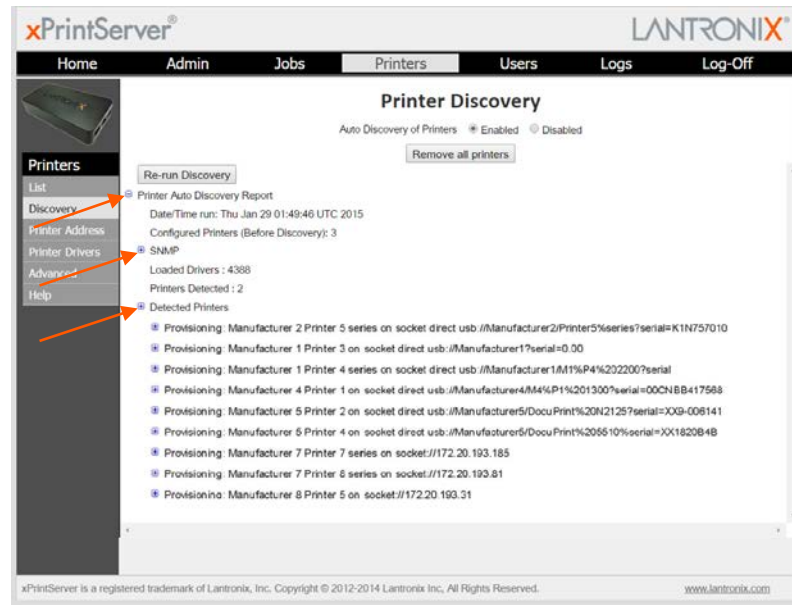 xPrintServer®
LANTRONIX®
Home Admin Jobs Printers Users Logs Log-Off
Printer Discovery
Auto Discovery of Printers Enabled Disabled
Remove all printers
Printers
List
Discovery
Printer Address
Printer Drivers
Advanced
Help
Re-run Discovery
Printer Auto Discovery Report
Date/Time run: Thu Jan 29 01:49:46 UTC 2015
Configured Printers (Before Discovery): 3
SNMP
Loaded Drivers : 4388
Printers Detected : 2
Detected Printers
Provisioning: Manufacturer 2 Printer 5 series on socket direct usb://Manufacturer2/Printer5%series?serial=K1N757010
Provisioning: Manufacturer 1 Printer 3 on socket direct usb://Manufacturer1?serial=0.00
Provisioning: Manufacturer 1 Printer 4 series on socket direct usb://Manufacturer1/M1%P4%202200?serial
Provisioning: Manufacturer 4 Printer 1 on socket direct usb://Manufacturer4/M4%P1%201300?serial=00CNBB417568
Provisioning: Manufacturer 5 Printer 2 on socket direct usb://Manufacturer5/DocuPrint%20N2125?serial=XX9-006141
Provisioning: Manufacturer 5 Printer 4 on socket direct usb://Manufacturer5/DocuPrint%205510%serial=XX1820B4B
Provisioning: Manufacturer 7 Printer 7 series on socket://172.20.193.185
Provisioning: Manufacturer 7 Printer 8 series on socket://172.20.193.81
Provisioning: Manufacturer 8 Printer 5 on socket://172.20.193.31
xPrintServer is a registered trademark of Lantronix, Inc. Copyright © 2012-2014 Lantronix Inc, All Rights Reserved.
www.lantronix.com